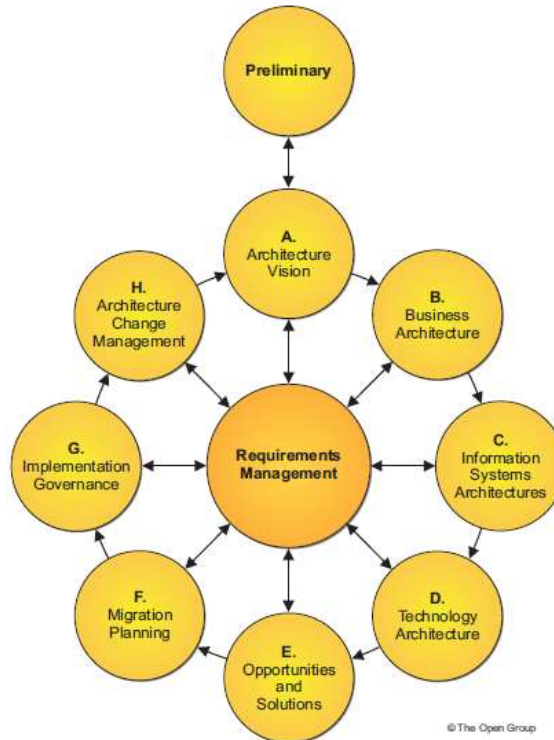 Preliminary
A.
Architecture
Vision
B.
Business
Architecture
C.
Information
Systems
Architectures
D.
Technology
Architecture
E.
Opportunities
and
Solutions
F.
Migration
Planning
G.
Implementation
Governance
H.
Architecture
Change
Management
Requirements
Management
©The Open Group